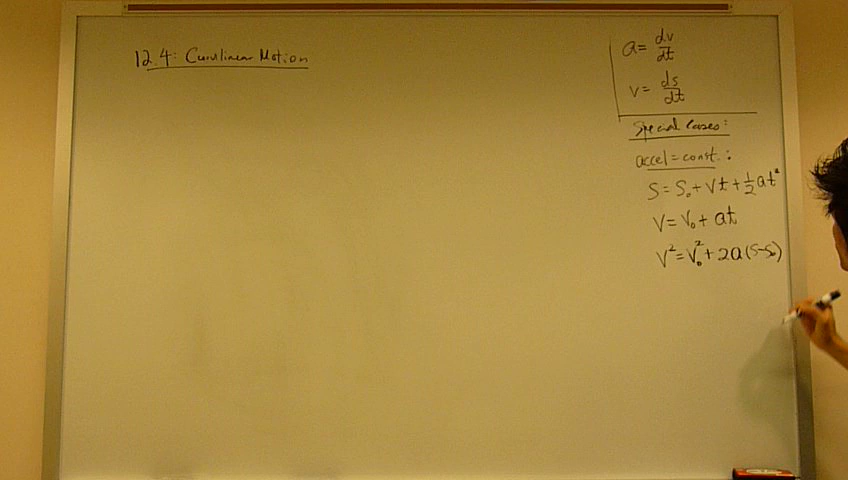 12.4: Curvilinear Motion
a = dv/dt
v = ds/dt
Special Cases:
accel = const.:
S = S₀ + Vt + ½at²
V = V₀ + at
V² = V₀² + 2a(S-S₀)